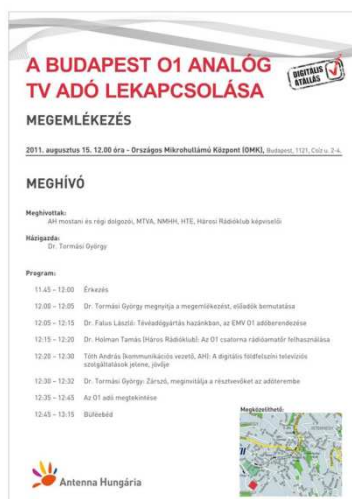 A BUDAPEST O1 ANALÓG
TV ADÓ LEKAPCSOLÁSA
DIGITÁLIS
ÁTÁLLÁS
MEGEMLÉKEZÉS
2011. augusztus 15. 12.00 óra - Országos Mikrohullámú Központ (OMK), Budapest, 1121, Csíz u. 2-4.
MEGHÍVÓ
Meghívottak:
AH mostani és régi dolgozói, MTVA, NMHH, HTE, Hárosi Rádióklub képviselői
Házigazda:
Dr. Tormási György
Program:
11.45 – 12:00 Érkezés
12:00 – 12:05 Dr. Tormási György megnyitja a megemlékezést, előadók bemutatása
12:05 – 12:15 Dr. Falus László: Tévéadógyártás hazánkban, az EMV O1 adóberendezése
12:15 – 12:20 Dr. Holman Tamás (Háros Rádióklub): Az O1 csatorna rádióamatőr felhasználása
12:20 – 12:30 Tóth András (kommunikációs vezető, AH): A digitális földfelszíni televíziós
szolgáltatások jelene, jövője
12:30 – 12:32 Dr. Tormási György: Zárszó, meginvitálja a résztvevőket az adóterembe
12:35 – 12:45 Az O1 adó megtekintése
12:45 – 13:15 Büféebéd
Megközelíthető:
Antenna Hungária